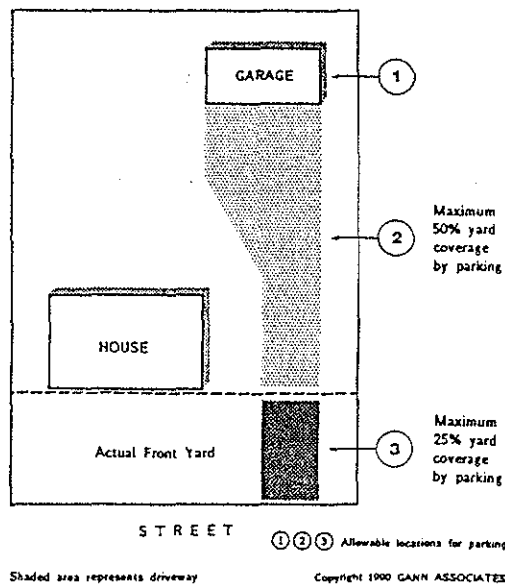 GARAGE
1
2
Maximum
50% yard
coverage
by parking
HOUSE
Actual Front Yard
3
Maximum
25% yard
coverage
by parking
STREET
1 2 3 Allowable locations for parking
Shaded area represents driveway
Copyright 1900 GANN ASSOCIATES